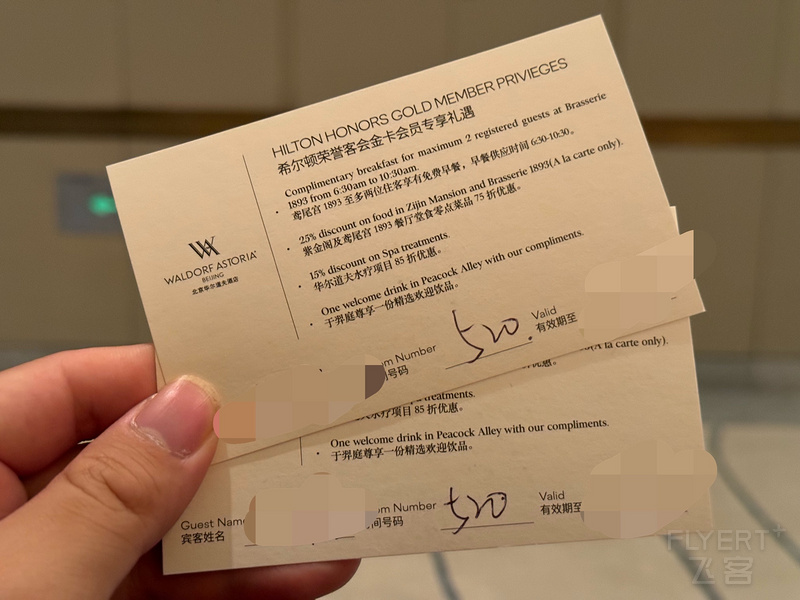 HILTON HONORS GOLD MEMBER PRIVIEGES
希尔顿荣誉客会金卡会员专享礼遇
Complimentary breakfast for maximum 2 registered guests at Brasserie
1893 from 6:30am to 10:30am.
• 鸢尾宫 1893 至多两位住客享有免费早餐，早餐供应时间 6:30-10:30。
25% discount on food in Zijin Mansion and Brasserie 1893(A la carte only).
• 紫金阁及鸢尾宫 1893 餐厅堂食零点菜品 75 折优惠。
15% discount on Spa treatments.
• 华尔道夫水疗项目 85 折优惠。
One welcome drink in Peacock Alley with our compliments.
• 于羿庭尊享一份精选欢迎饮品。
WALDORF ASTORIA
BEIJING
北京华尔道夫酒店
om Number 520. Valid
间号码 有效期至
(A la carte only).
折优惠。
treatments.
水疗项目 85 折优惠。
One welcome drink in Peacock Alley with our compliments.
• 于羿庭尊享一份精选欢迎饮品。
Guest Name om Number 520 Valid
宾客姓名 间号码 有效期至
FLYERT+
飞客